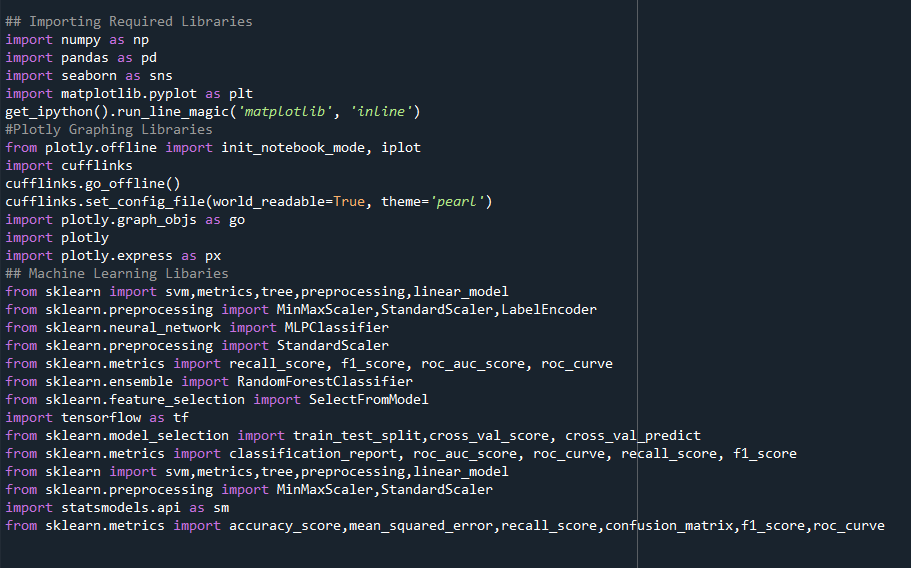 ## Importing Required Libraries
import numpy as np
import pandas as pd
import seaborn as sns
import matplotlib.pyplot as plt
get_ipython().run_line_magic('matplotlib', 'inline')
#Plotly Graphing Libraries
from plotly.offline import init_notebook_mode, iplot
import cufflinks
cufflinks.go_offline()
cufflinks.set_config_file(world_readable=True, theme='pearl')
import plotly.graph_objs as go
import plotly
import plotly.express as px
## Machine Learning Libaries
from sklearn import svm,metrics,tree,preprocessing,linear_model
from sklearn.preprocessing import MinMaxScaler,StandardScaler,LabelEncoder
from sklearn.neural_network import MLPClassifier
from sklearn.preprocessing import StandardScaler
from sklearn.metrics import recall_score, f1_score, roc_auc_score, roc_curve
from sklearn.ensemble import RandomForestClassifier
from sklearn.feature_selection import SelectFromModel
import tensorflow as tf
from sklearn.model_selection import train_test_split,cross_val_score, cross_val_predict
from sklearn.metrics import classification_report, roc_auc_score, roc_curve, recall_score, f1_score
from sklearn import svm,metrics,tree,preprocessing,linear_model
from sklearn.preprocessing import MinMaxScaler,StandardScaler
import statsmodels.api as sm
from sklearn.metrics import accuracy_score,mean_squared_error,recall_score,confusion_matrix,f1_score,roc_curve